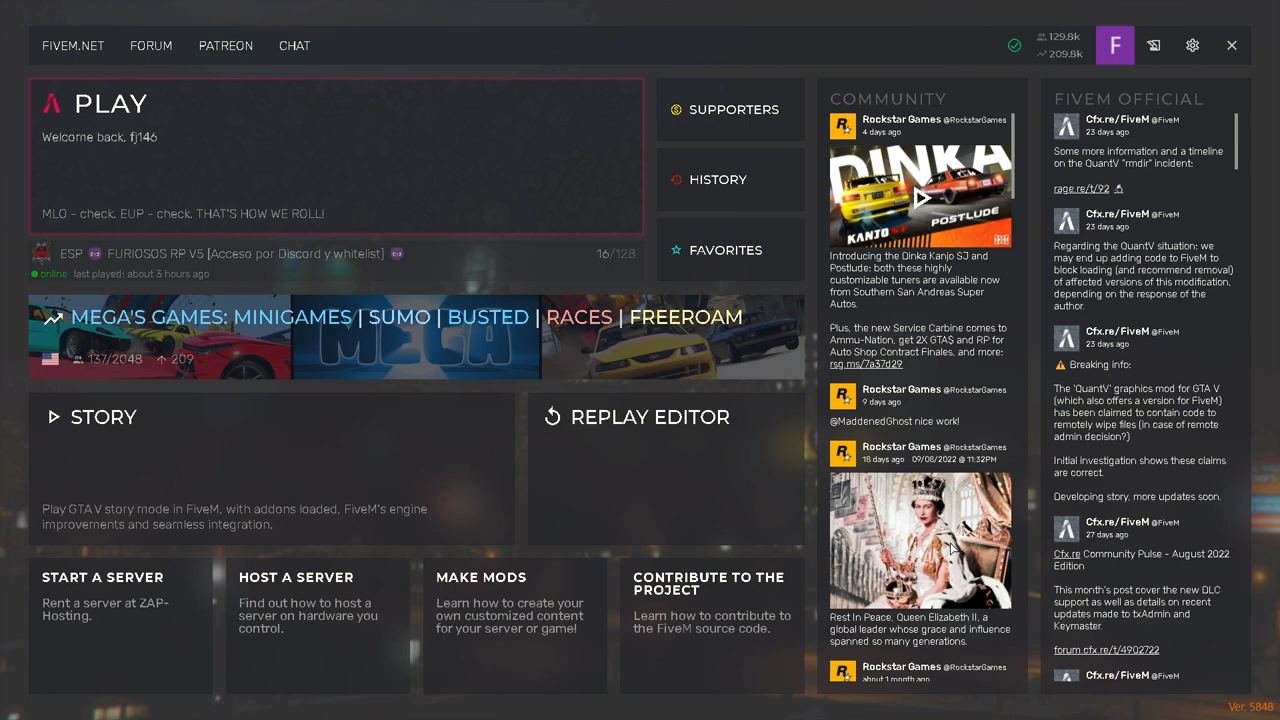 FIVEM.NET FORUM PATREON CHAT
129.8k
209.8k
F
PLAY
Welcome back, fj146
MLO - check. EUP - check. THAT'S HOW WE ROLL!
ESP 😈 FURIOSOS RP V5 [Acceso por Discord y whitelist] 😈 16/128
online last played: about 3 hours ago
SUPPORTERS
HISTORY
FAVORITES
MEGA'S GAMES: MINIGAMES | SUMO | BUSTED | RACES | FREEROAM
MEGA
137/2048 209
STORY
Play GTA V story mode in FiveM, with addons loaded, FiveM's engine
improvements and seamless integration.
REPLAY EDITOR
START A SERVER
Rent a server at ZAP-
Hosting.
HOST A SERVER
Find out how to host a
server on hardware you
control.
MAKE MODS
Learn how to create your
own customized content
for your server or game!
CONTRIBUTE TO THE
PROJECT
Learn how to contribute to
the FiveM source code.
COMMUNITY
Rockstar Games @RockstarGames
4 days ago
DINKA
KANJO SJ
POSTLUDE
Introducing the Dinka Kanjo SJ and
Postlude: both these highly
customizable tuners are available now
from Southern San Andreas Super
Autos.
Plus, the new Service Carbine comes to
Ammu-Nation, get 2X GTA$ and RP for
Auto Shop Contract Finales, and more:
rsg.ms/7a37d29
Rockstar Games @RockstarGames
9 days ago
@MaddenedGhost nice work!
Rockstar Games @RockstarGames
18 days ago 09/08/2022 @ 11:32PM
Rest In Peace, Queen Elizabeth II, a
global leader whose grace and influence
spanned so many generations.
Rockstar Games @RockstarGames
about 1 month ago
FIVEM OFFICIAL
Cfx.re/FiveM @FiveM
23 days ago
Some more information and a timeline
on the QuantV "rmdir" incident:
rage.re/t/92
Cfx.re/FiveM @FiveM
23 days ago
Regarding the QuantV situation: we
may end up adding code to FiveM to
block loading (and recommend removal)
of affected versions of this modification,
depending on the response of the
author.
Cfx.re/FiveM @FiveM
23 days ago
⚠️ Breaking info:
The 'QuantV' graphics mod for GTA V
(which also offers a version for FiveM)
has been claimed to contain code to
remotely wipe files (in case of remote
admin decision?)
Initial investigation shows these claims
are correct.
Developing story, more updates soon.
Cfx.re/FiveM @FiveM
27 days ago
Cfx.re Community Pulse - August 2022
Edition
This month's post cover the new DLC
support as well as details on recent
updates made to txAdmin and
Keymaster.
forum.cfx.re/t/4902722
Cfx.re/FiveM @FiveM
Ver. 5848